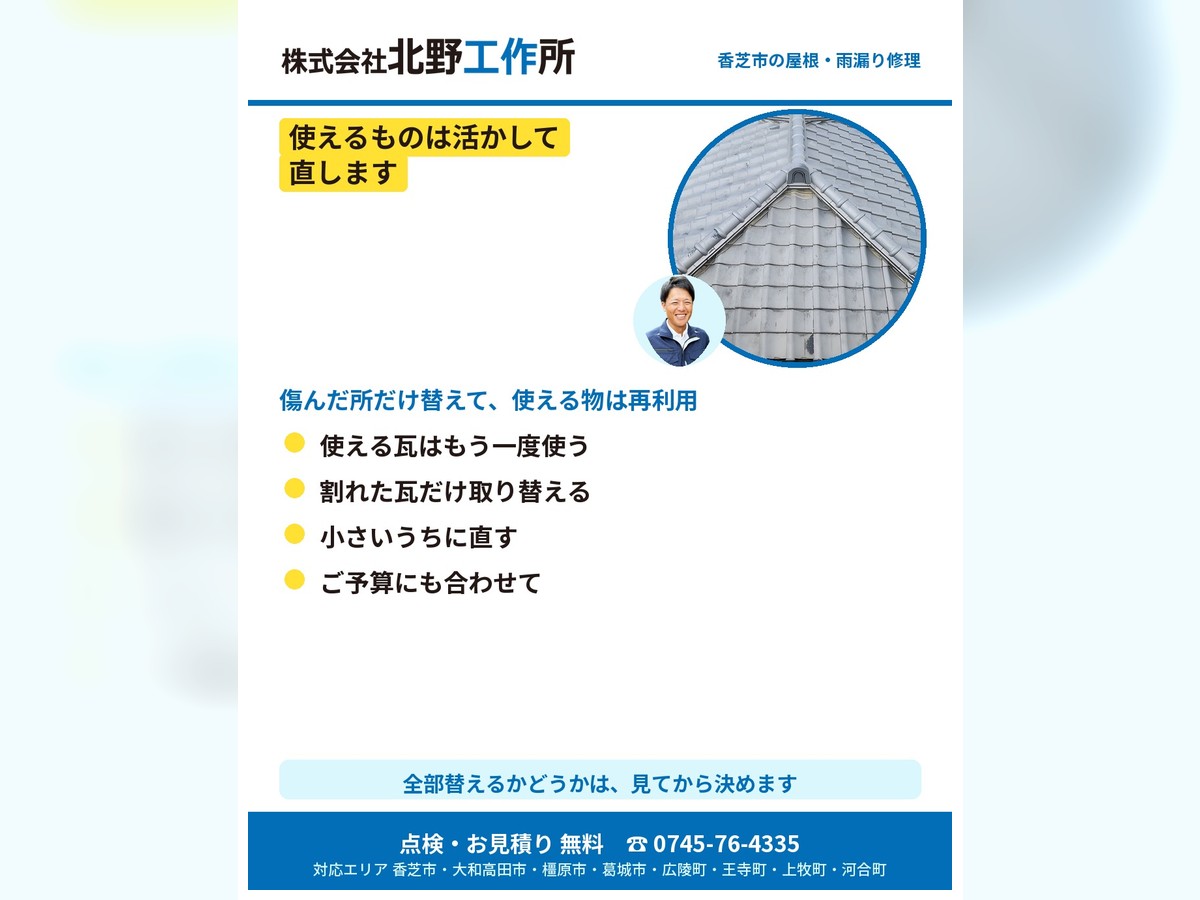 株式会社北野工作所
香芝市の屋根・雨漏り修理
使えるものは活かして
直します
傷んだ所だけ替えて、使える物は再利用
使える瓦はもう一度使う
割れた瓦だけ取り替える
小さいうちに直す
ご予算にも合わせて
全部替えるかどうかは、見てから決めます
点検・お見積り 無料 ☎ 0745-76-4335
対応エリア 香芝市・大和高田市・橿原市・葛城市・広陵町・王寺町・上牧町・河合町